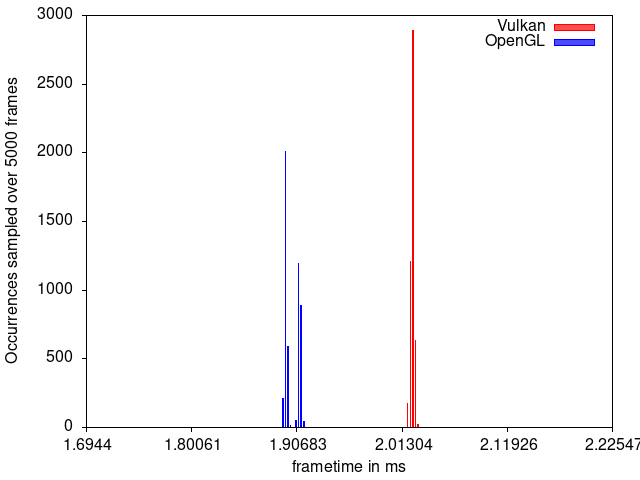 Vulkan
OpenGL
3000
2500
2000
1500
1000
500
0
Occurrences sampled over 5000 frames
1.6944 1.80061 1.90683 2.01304 2.11926 2.22547
frametime in ms